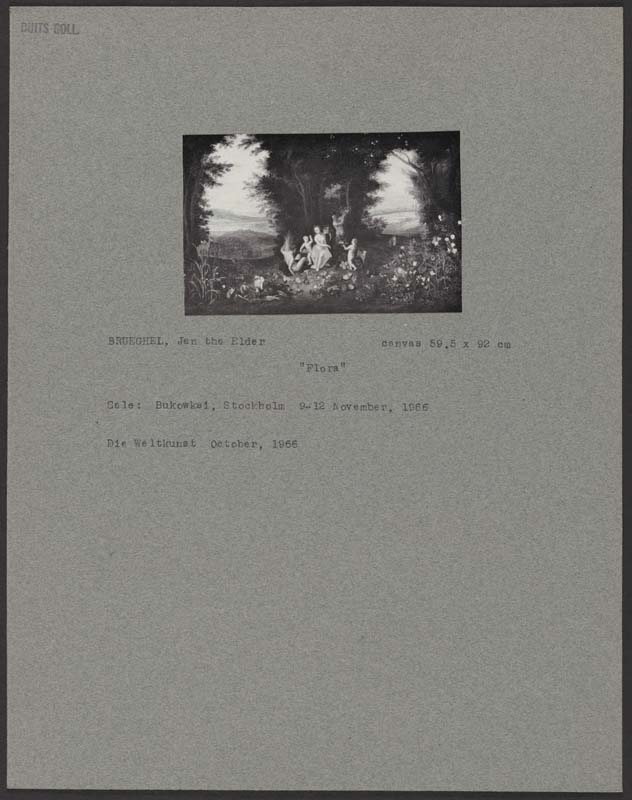 DUITS COLL.
BRUEGHEL, Jan the Elder canvas 59.5 x 92 cm
"Flora"
Sale: Bukowksi, Stockholm 9-12 November, 1966
Die Weltkunst October, 1966